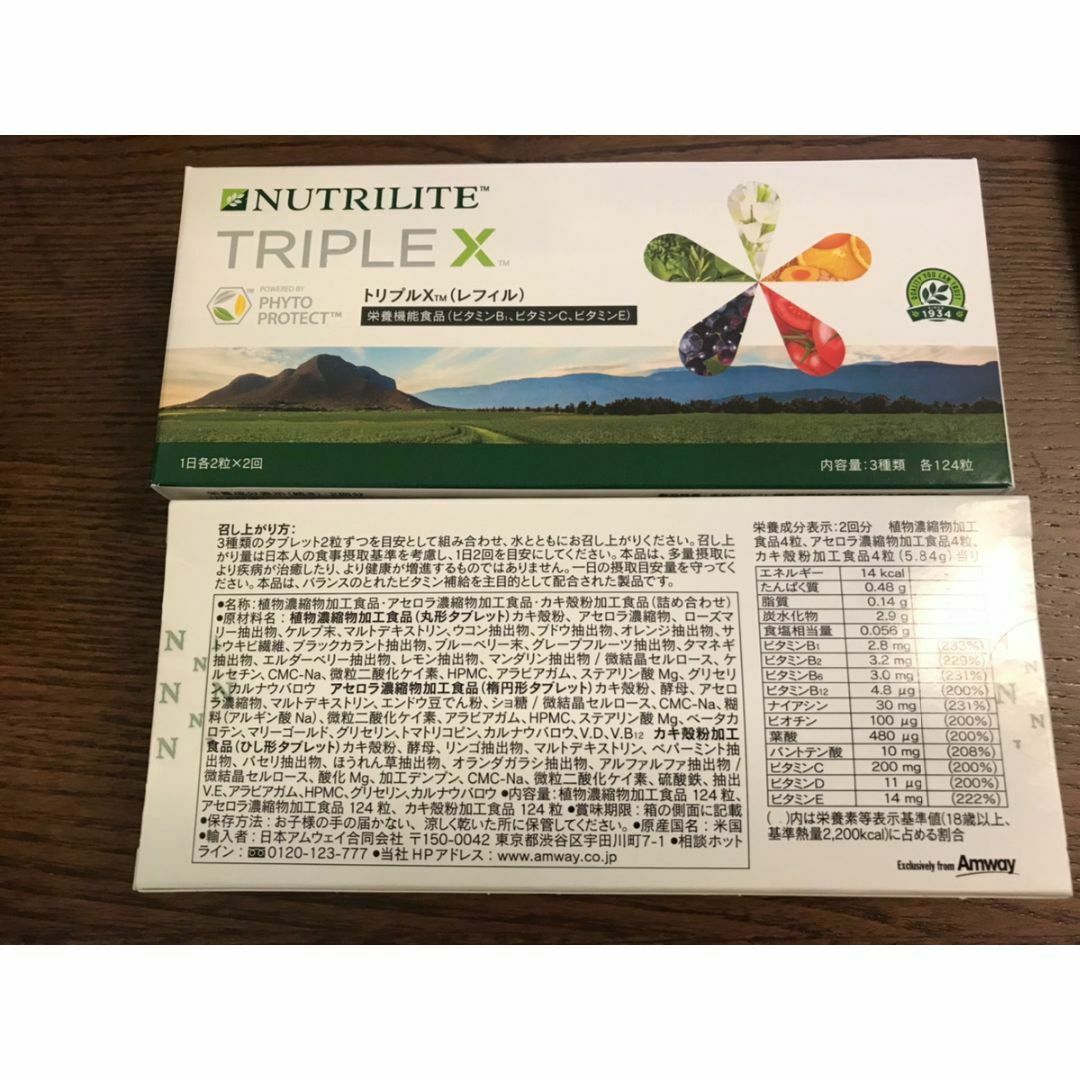 NUTRILITE™
TRIPLE X™
POWERED BY
PHYTO
PROTECT™
トリプルX™(レフィル)
栄養機能食品(ビタミンB₁、ビタミンC、ビタミンE)
QUALITY YOU CAN TRUST
SINCE
1934
1日各2粒×2回
内容量:3種類 各124粒
召し上がり方:
3種類のタブレット2粒ずつを目安として組み合わせ、水とともにお召し上がりください。召し上
がり量は日本人の食事摂取基準を考慮し、1日2回を目安にしてください。本品は、多量摂取に
より疾病が治癒したり、より健康が増進するものではありません。一日の摂取目安量を守ってく
ださい。本品は、バランスのとれたビタミン補給を主目的として配合された製品です。
●名称:植物濃縮物加工食品・アセロラ濃縮物加工食品・カキ殻粉加工食品(詰め合わせ)
●原材料名:植物濃縮物加工食品(丸形タブレット)カキ殻粉、アセロラ濃縮物、ローズマ
リー抽出物、ケルプ末、マルトデキストリン、ウコン抽出物、ブドウ抽出物、オレンジ抽出物、サ
トウキビ繊維、ブラックカラント抽出物、ブルーベリー末、グレープフルーツ抽出物、タマネギ
抽出物、エルダーベリー抽出物、レモン抽出物、マンダリン抽出物/微結晶セルロース、ケ
ルセチン、CMC-Na、微粒二酸化ケイ素、HPMC、アラビアガム、ステアリン酸Mg、グリセリ
ン、カルナウバロウ アセロラ濃縮物加工食品(楕円形タブレット)カキ殻粉、酵母、アセロ
ラ濃縮物、マルトデキストリン、エンドウ豆でん粉、ショ糖/微結晶セルロース、CMC-Na、糊
料(アルギン酸Na)、微粒二酸化ケイ素、アラビアガム、HPMC、ステアリン酸Mg、ベータカ
ロテン、マリーゴールド、グリセリン、トマトリコピン、カルナウバロウ、V.D、V.B₁₂ カキ殻粉加工
食品(ひし形タブレット)カキ殻粉、酵母、リンゴ抽出物、マルトデキストリン、ペパーミント抽
出物、パセリ抽出物、ほうれん草抽出物、オランダガラシ抽出物、アルファルファ抽出物/
微結晶セルロース、酸化Mg、加工デンプン、CMC-Na、微粒二酸化ケイ素、硫酸鉄、抽出
V.E、アラビアガム、HPMC、グリセリン、カルナウバロウ ●内容量:植物濃縮物加工食品 124粒、
アセロラ濃縮物加工食品 124粒、カキ殻粉加工食品 124粒 ●賞味期限:箱の側面に記載
●保存方法:お子様の手の届かない、涼しく乾いた所に保管してください。●原産国名:米国
●輸入者:日本アムウェイ合同会社 〒150-0042 東京都渋谷区宇田川町7-1 ●相談ホット
ライン:0120-123-777 ●当社HPアドレス:www.amway.co.jp
栄養成分表示:2回分 植物濃縮物加工
食品4粒、アセロラ濃縮物加工食品4粒、
カキ殻粉加工食品4粒(5.84g)当り
エネルギー 14 kcal
たんぱく質 0.48 g
脂質 0.14 g
炭水化物 2.9 g
食塩相当量 0.056 g
ビタミンB₁ 2.8 mg (233%)
ビタミンB₂ 3.2 mg (229%)
ビタミンB₆ 3.0 mg (231%)
ビタミンB₁₂ 4.8 μg (200%)
ナイアシン 30 mg (231%)
ビオチン 100 μg (200%)
葉酸 480 μg (200%)
パントテン酸 10 mg (208%)
ビタミンC 200 mg (200%)
ビタミンD 11 μg (200%)
ビタミンE 14 mg (222%)
( )内は栄養素等表示基準値(18歳以上、
基準熱量2,200kcal)に占める割合
Exclusively from Amway
N
N
N
N
N